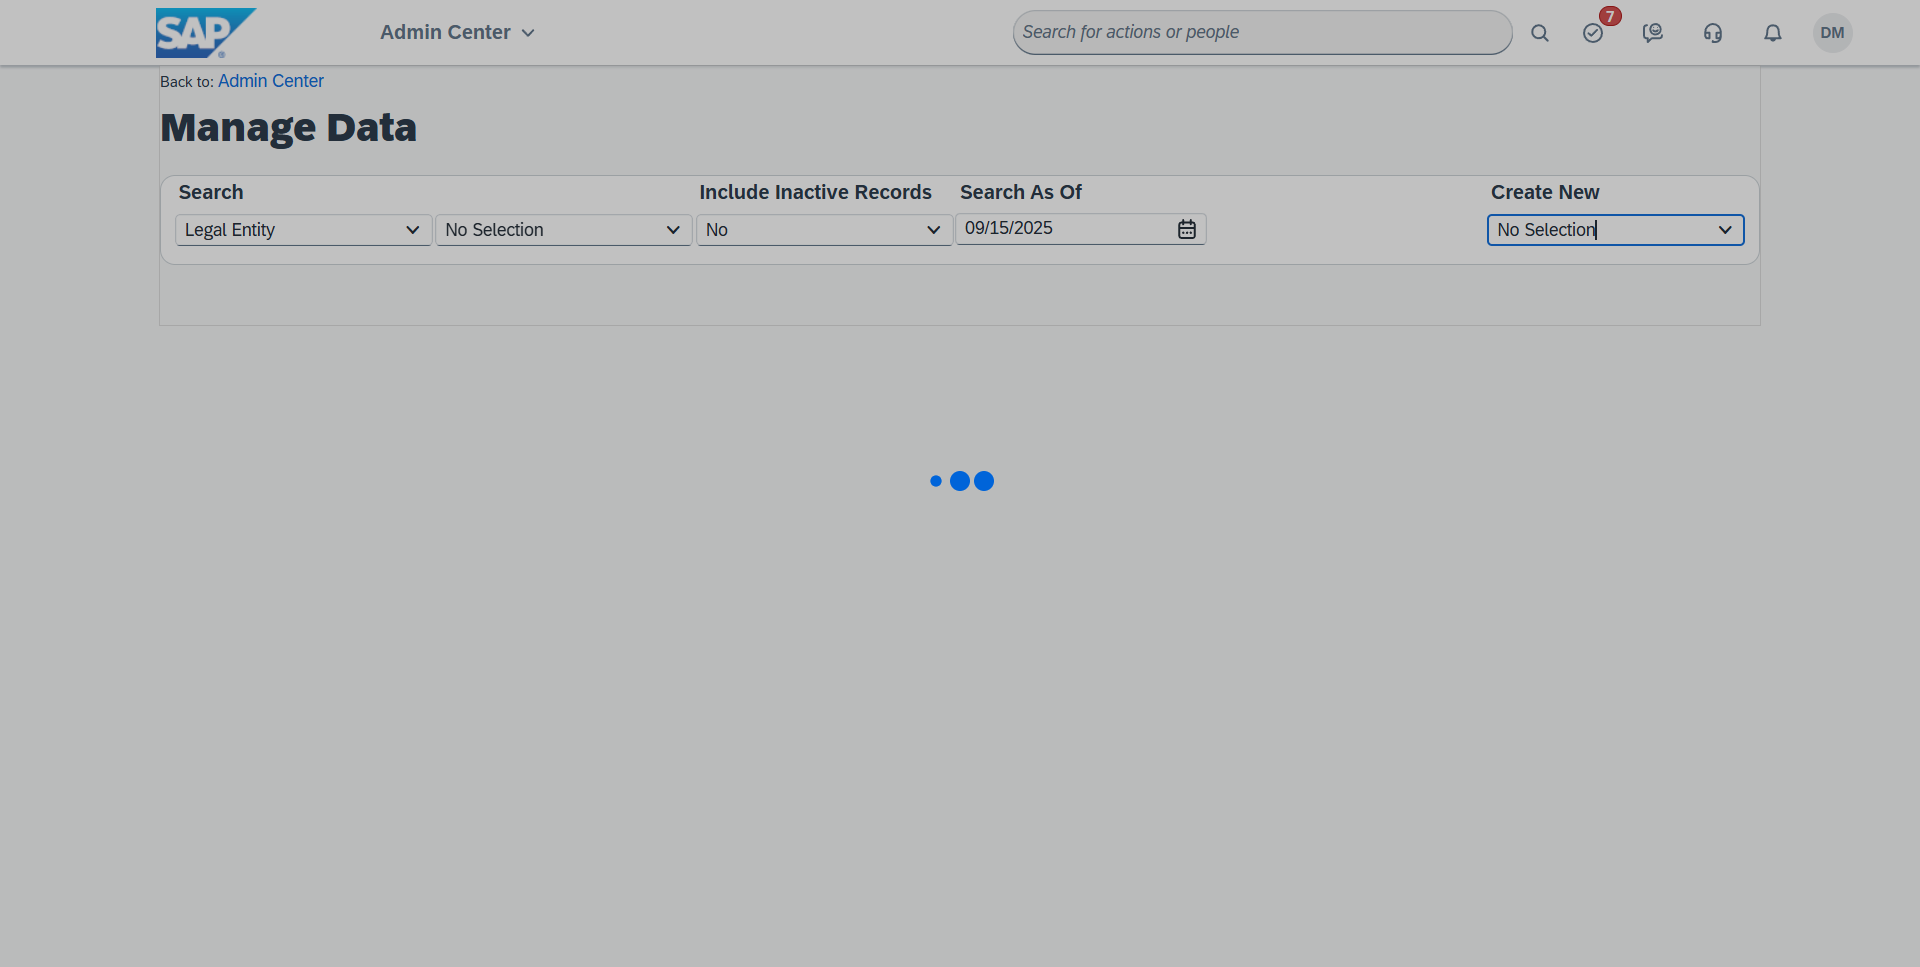 SAP
Admin Center
Search for actions or people
7
DM
Back to: Admin Center
Manage Data
Search
Include Inactive Records
Search As Of
Create New
Legal Entity
No Selection
No
09/15/2025
No Selection